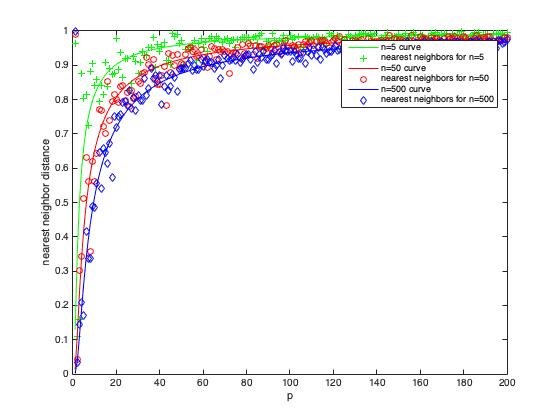 1
0.9
0.8
0.7
0.6
0.5
0.4
0.3
0.2
0.1
0
nearest neighbor distance
n=5 curve
nearest neighbors for n=5
n=50 curve
nearest neighbors for n=50
n=500 curve
nearest neighbors for n=500
0 20 40 60 80 100 120 140 160 180 200
p